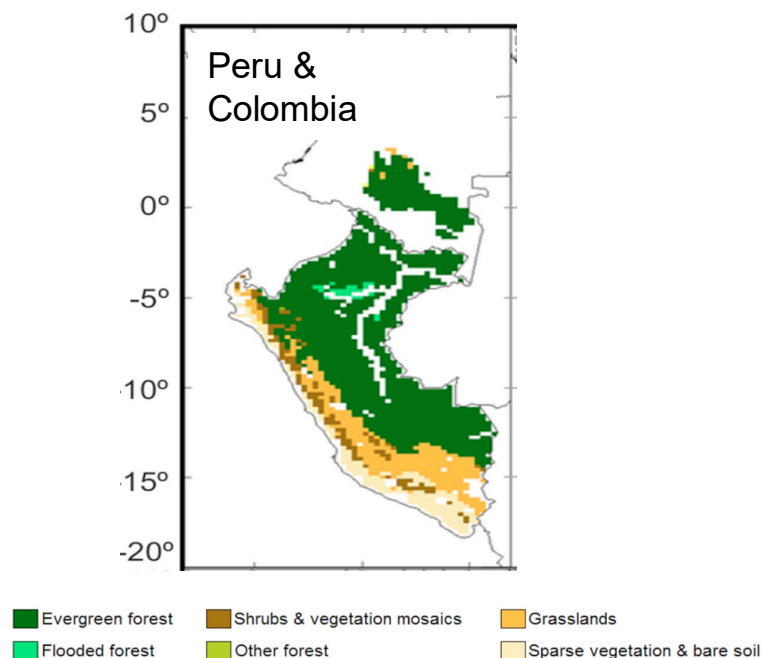 10º
Peru &
Colombia
5º
0º
-5º
-10º
-15º
-20º
Evergreen forest
Shrubs & vegetation mosaics
Grasslands
Flooded forest
Other forest
Sparse vegetation & bare soil